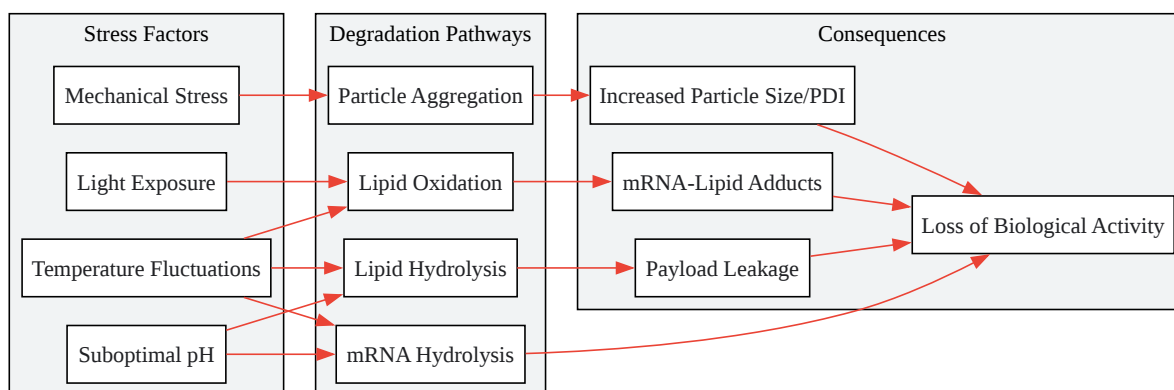 Stress Factors
Mechanical Stress
Light Exposure
Temperature Fluctuations
Suboptimal pH
Degradation Pathways
Particle Aggregation
Lipid Oxidation
Lipid Hydrolysis
mRNA Hydrolysis
Consequences
Increased Particle Size/PDI
mRNA-Lipid Adducts
Payload Leakage
Loss of Biological Activity